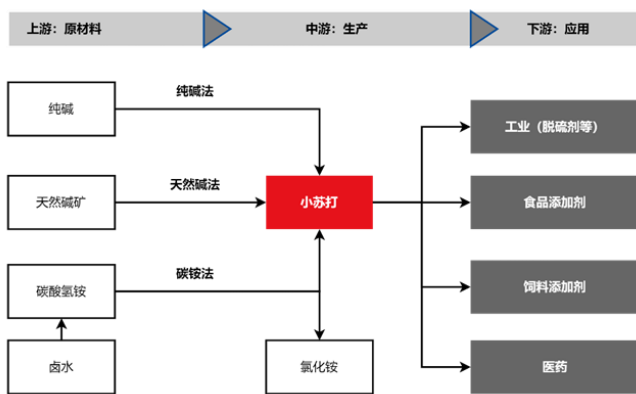 上游：原材料
中游：生产
下游：应用
纯碱
纯碱法
工业（脱硫剂等）
天然碱矿
天然碱法
小苏打
食品添加剂
碳酸氢铵
碳铵法
饲料添加剂
卤水
氯化铵
医药